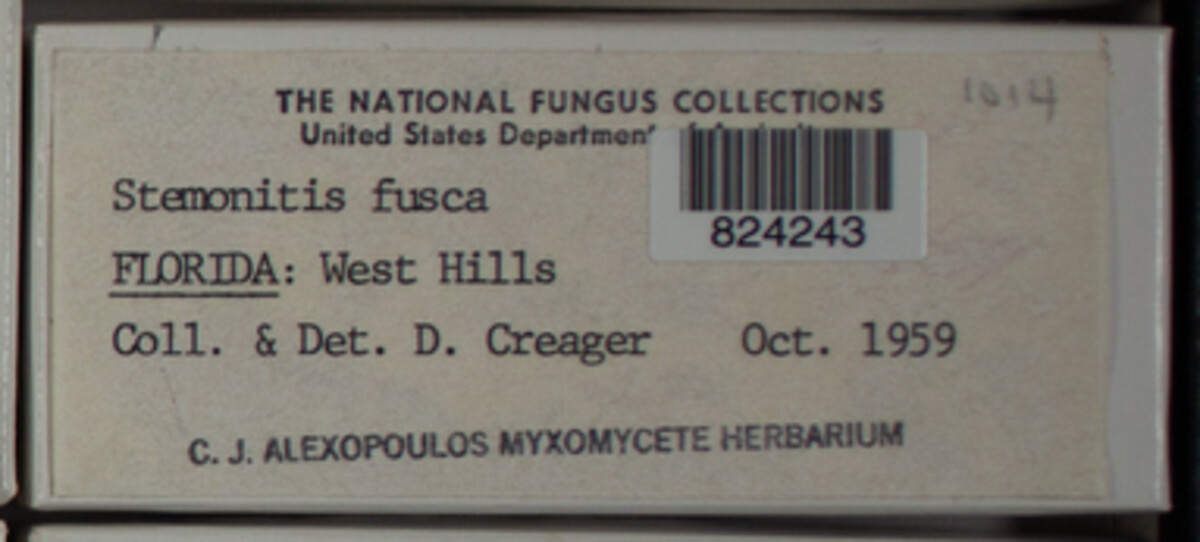 THE NATIONAL FUNGUS COLLECTIONS
1014
United States Department
824243
Stemonitis fusca
FLORIDA: West Hills
Coll. & Det. D. Creager Oct. 1959
C. J. ALEXOPOULOS MYXOMYCETE HERBARIUM